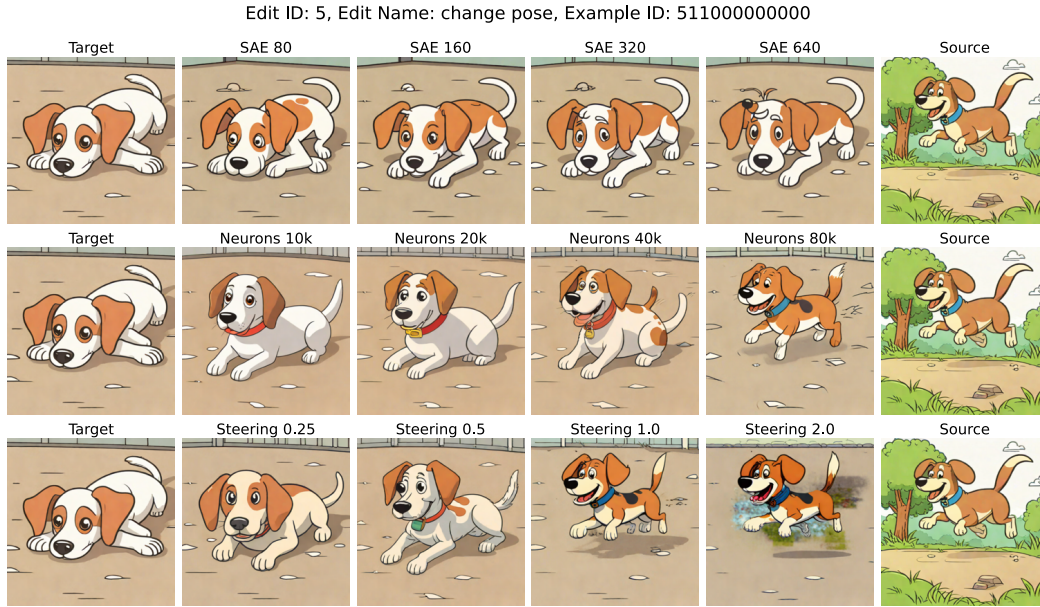 Edit ID: 5, Edit Name: change pose, Example ID: 511000000000
Target SAE 80 SAE 160 SAE 320 SAE 640 Source
Target Neurons 10k Neurons 20k Neurons 40k Neurons 80k Source
Target Steering 0.25 Steering 0.5 Steering 1.0 Steering 2.0 Source